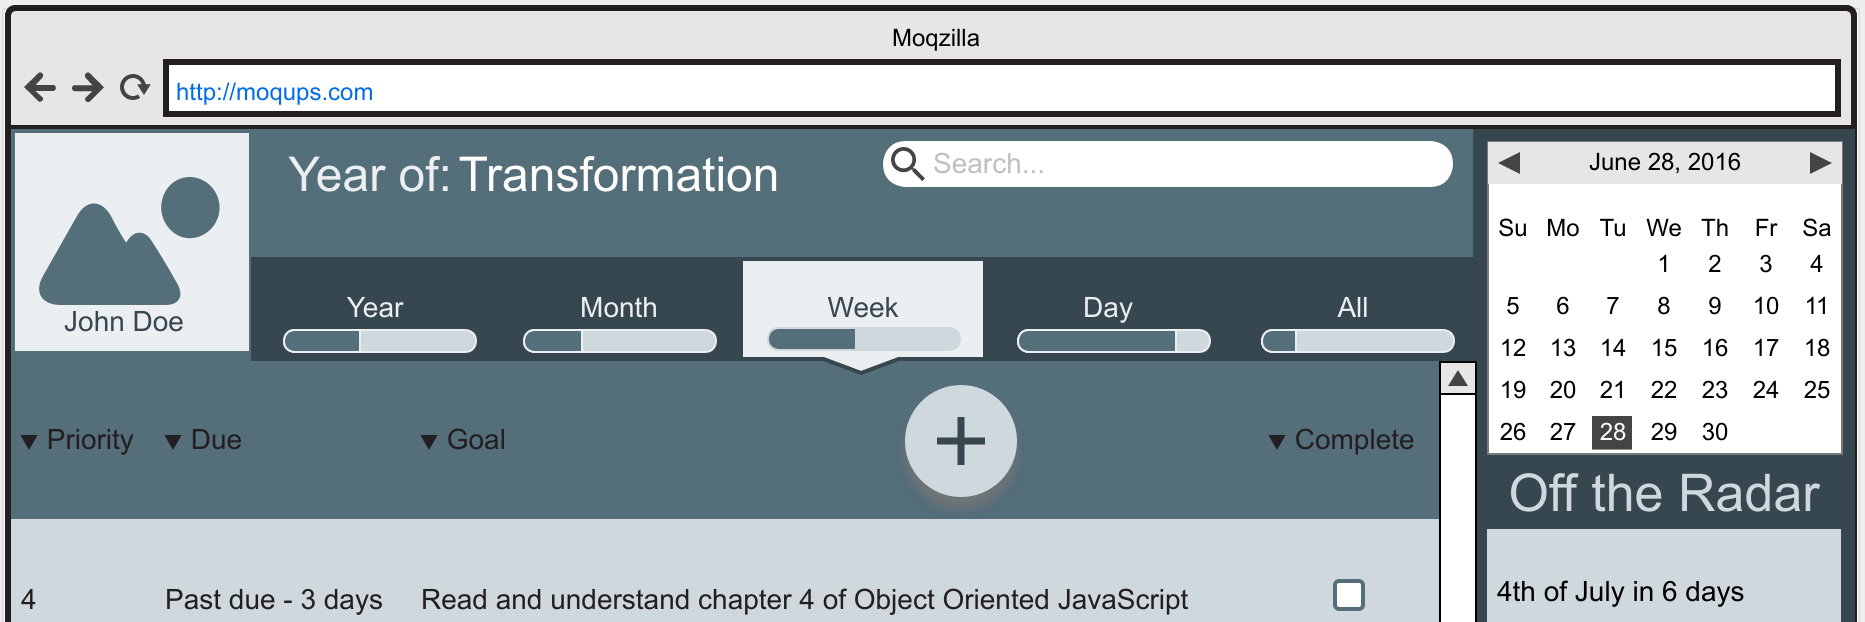 Moqzilla
http://moqups.com
Year of: Transformation
Search...
John Doe
Year Month Week Day All
Priority Due Goal Complete
4 Past due - 3 days Read and understand chapter 4 of Object Oriented JavaScript
June 28, 2016
Su Mo Tu We Th Fr Sa
1 2 3 4
5 6 7 8 9 10 11
12 13 14 15 16 17 18
19 20 21 22 23 24 25
26 27 28 29 30
Off the Radar
4th of July in 6 days